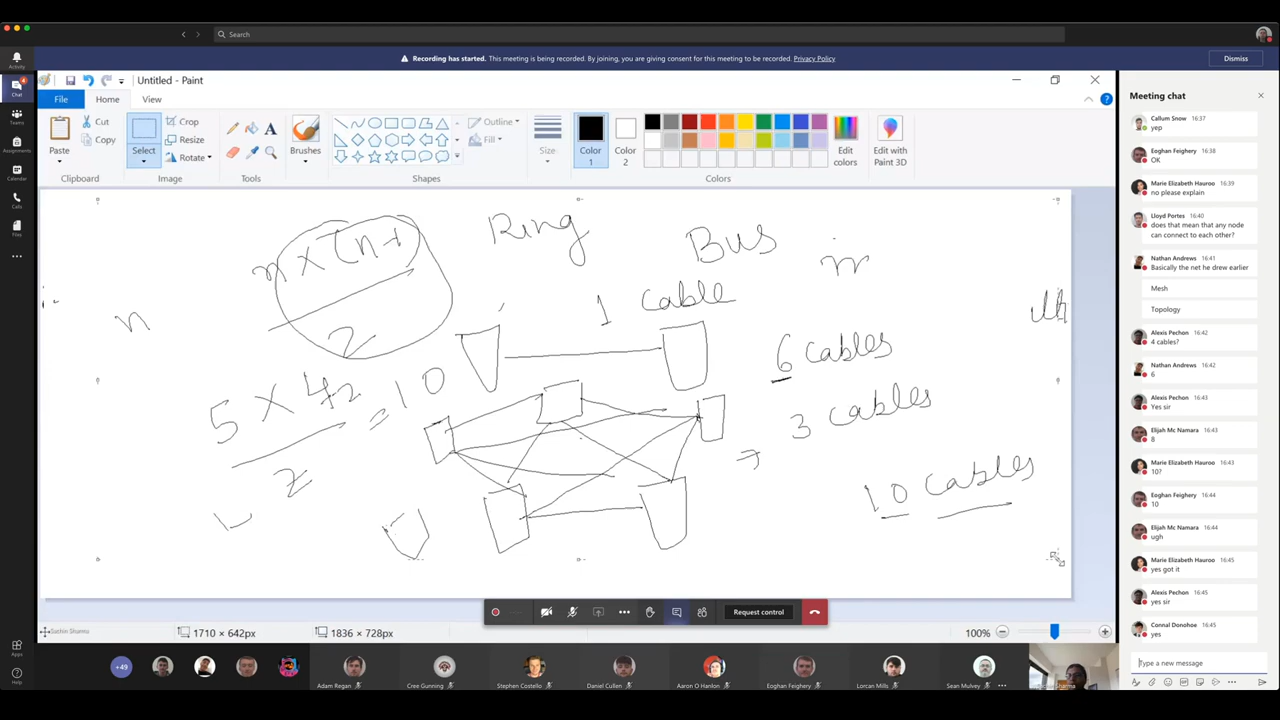 Search
Recording has started. This meeting is being recorded. By joining, you are giving consent for this meeting to be recorded. Privacy Policy
Dismiss
Activity
Chat
Teams
Assignments
Calendar
Calls
Files
Apps
Help
Untitled - Paint
File
Home
View
Paste
Cut
Copy
Clipboard
Select
Crop
Resize
Rotate
Image
Tools
Brushes
Outline
Fill
Shapes
Size
Color 1
Color 2
Edit colors
Colors
Edit with Paint 3D
Ring
Bus
n
1 cable
n
2
6 cables
5 x 4 = 10
2
3 cables
10 cables
1710 × 642px
1836 × 728px
100%
Request control
+49
Adam Regan
Cree Gunning
Stephen Costello
Daniel Cullen
Aaron O Hanlon
Eoghan Feighery
Lorcan Mills
Sean Mulvey
Meeting chat
Callum Snow 16:37
yep
Eoghan Feighery 16:38
OK
Marie Elizabeth Hauroo 16:39
no please explain
Lloyd Portes 16:40
does that mean that any node
can connect to each other?
Nathan Andrews 16:41
Basically the net he drew earlier
Mesh
Topology
Alexis Pechon 16:42
4 cables?
Nathan Andrews 16:42
6
Alexis Pechon 16:43
Yes sir
Elijah Mc Namara 16:43
8
Marie Elizabeth Hauroo 16:43
10?
Eoghan Feighery 16:44
10
Elijah Mc Namara 16:44
ugh
Marie Elizabeth Hauroo 16:45
yes got it
Alexis Pechon 16:45
yes sir
Connal Donohoe 16:45
yes
Type a new message